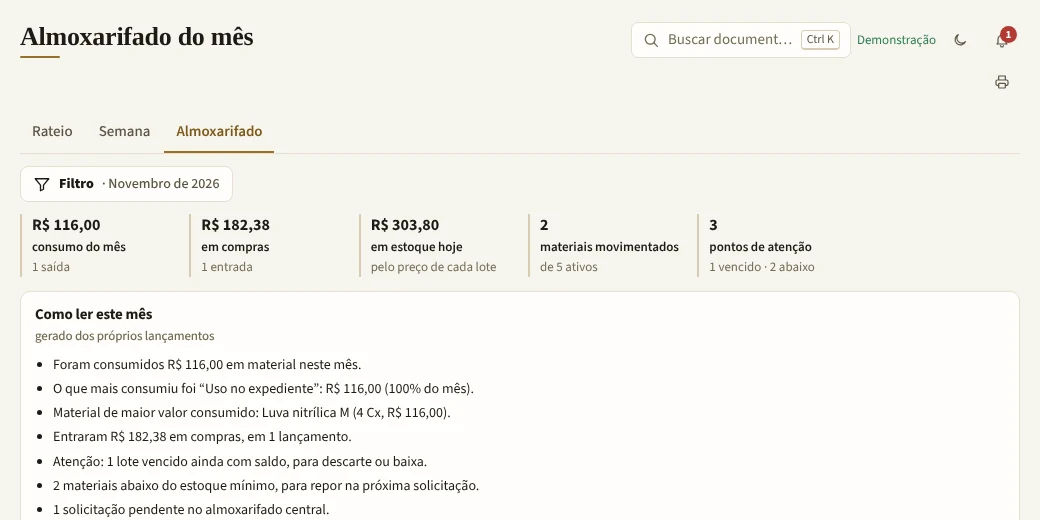 Almoxarifado do mês
Buscar document… Ctrl K
Demonstração
1
Rateio Semana Almoxarifado
Filtro · Novembro de 2026
R$ 116,00
consumo do mês
1 saída
R$ 182,38
em compras
1 entrada
R$ 303,80
em estoque hoje
pelo preço de cada lote
2
materiais movimentados
de 5 ativos
3
pontos de atenção
1 vencido · 2 abaixo
Como ler este mês
gerado dos próprios lançamentos
• Foram consumidos R$ 116,00 em material neste mês.
• O que mais consumiu foi “Uso no expediente”: R$ 116,00 (100% do mês).
• Material de maior valor consumido: Luva nitrílica M (4 Cx, R$ 116,00).
• Entraram R$ 182,38 em compras, em 1 lançamento.
• Atenção: 1 lote vencido ainda com saldo, para descarte ou baixa.
• 2 materiais abaixo do estoque mínimo, para repor na próxima solicitação.
• 1 solicitação pendente no almoxarifado central.